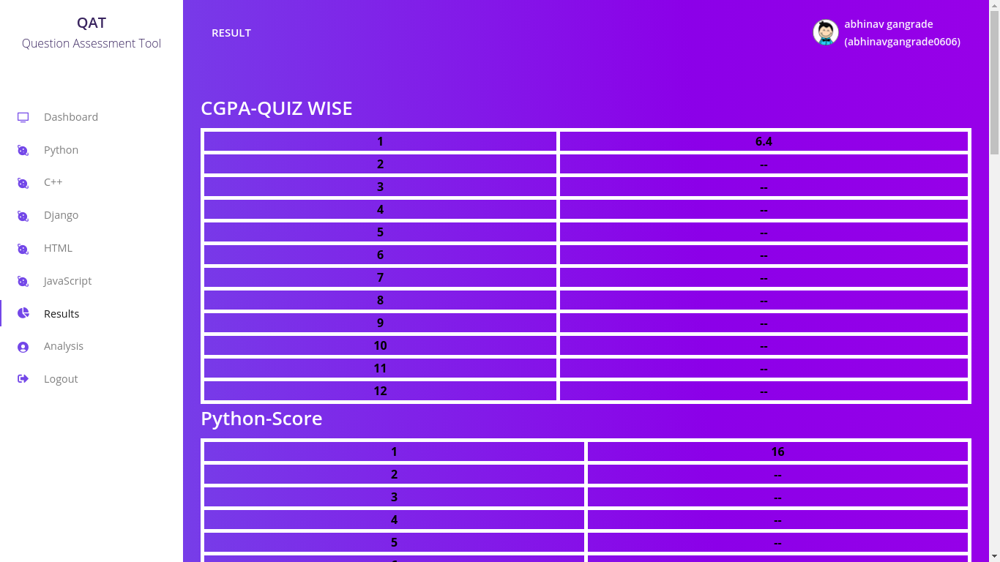 QAT
Question Assessment Tool
Dashboard
Python
C++
Django
HTML
JavaScript
Results
Analysis
Logout
RESULT
abhinav gangrade
(abhinavgangrade0606)
CGPA-QUIZ WISE
1 6.4
2 --
3 --
4 --
5 --
6 --
7 --
8 --
9 --
10 --
11 --
12 --
Python-Score
1 16
2 --
3 --
4 --
5 --